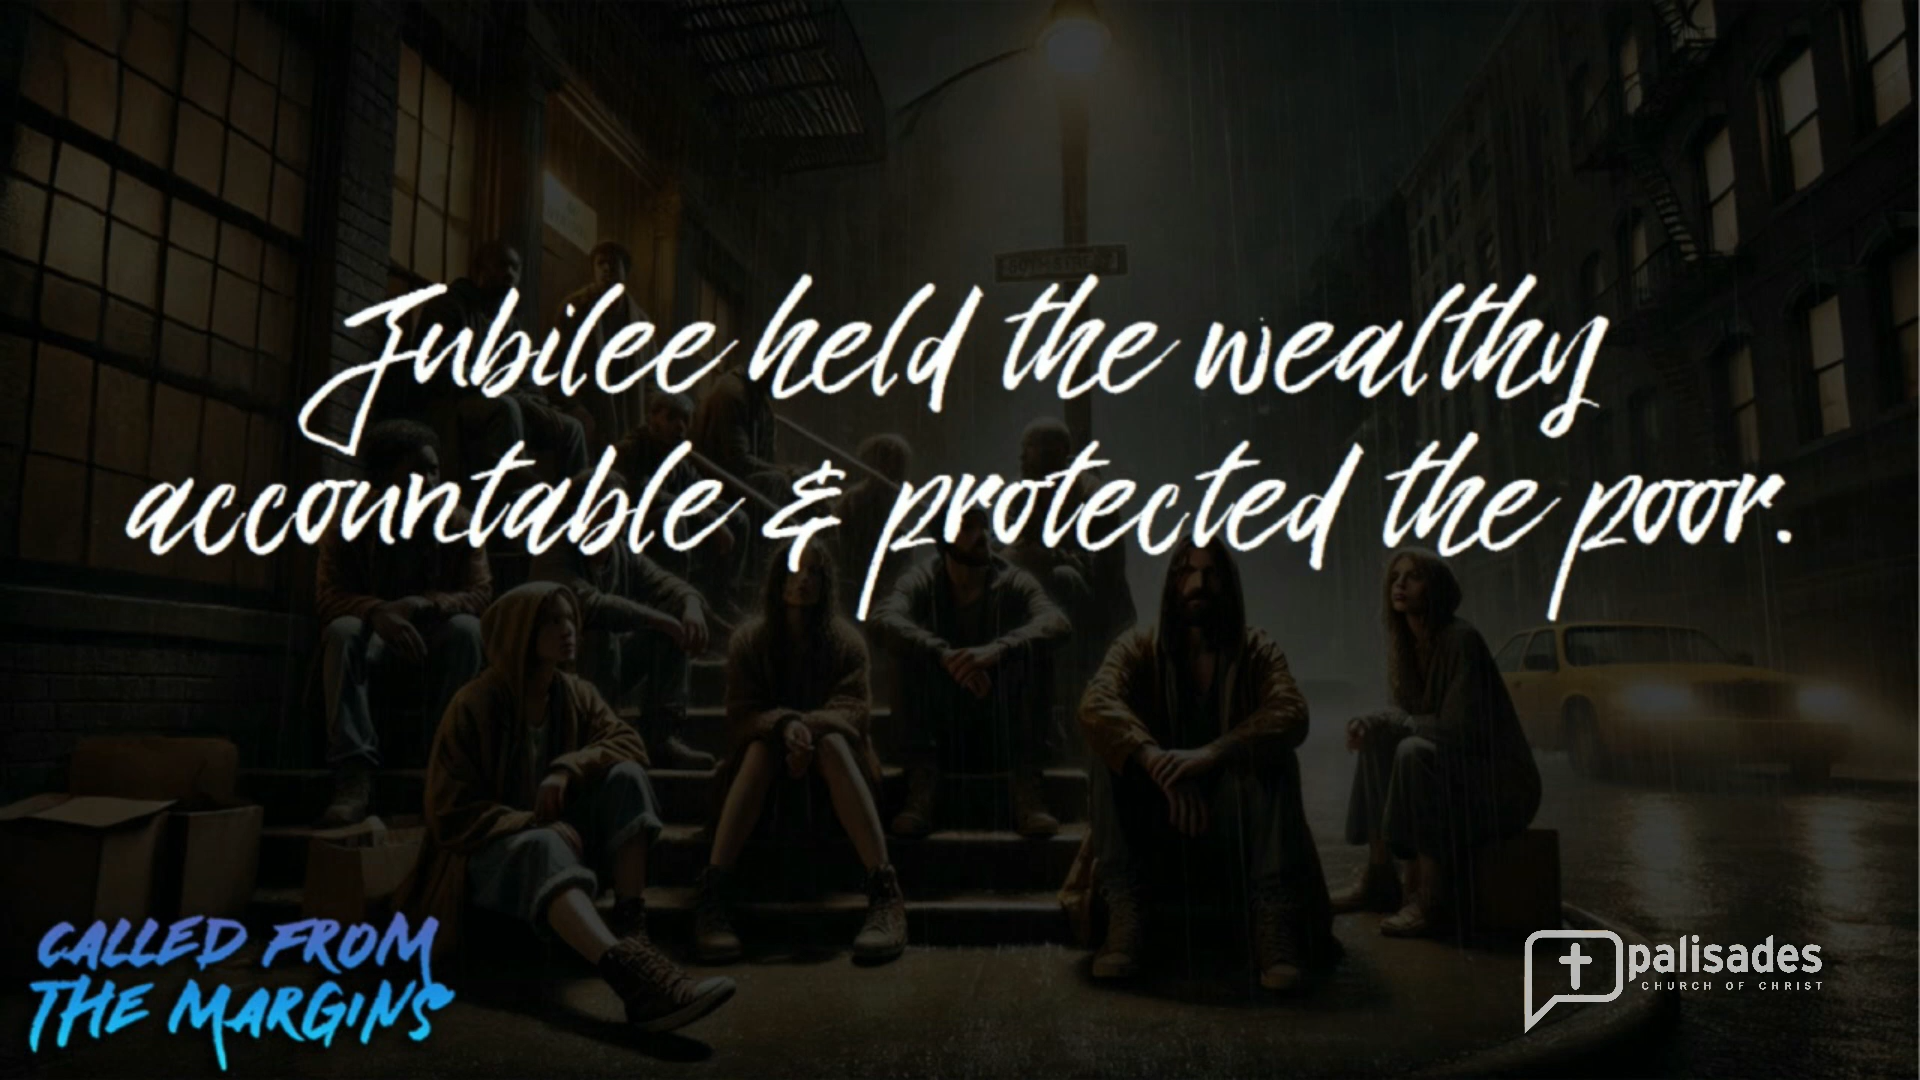 Jubilee held the wealthy
accountable & protected the poor.
CALLED FROM
THE MARGINS
palisades
CHURCH OF CHRIST